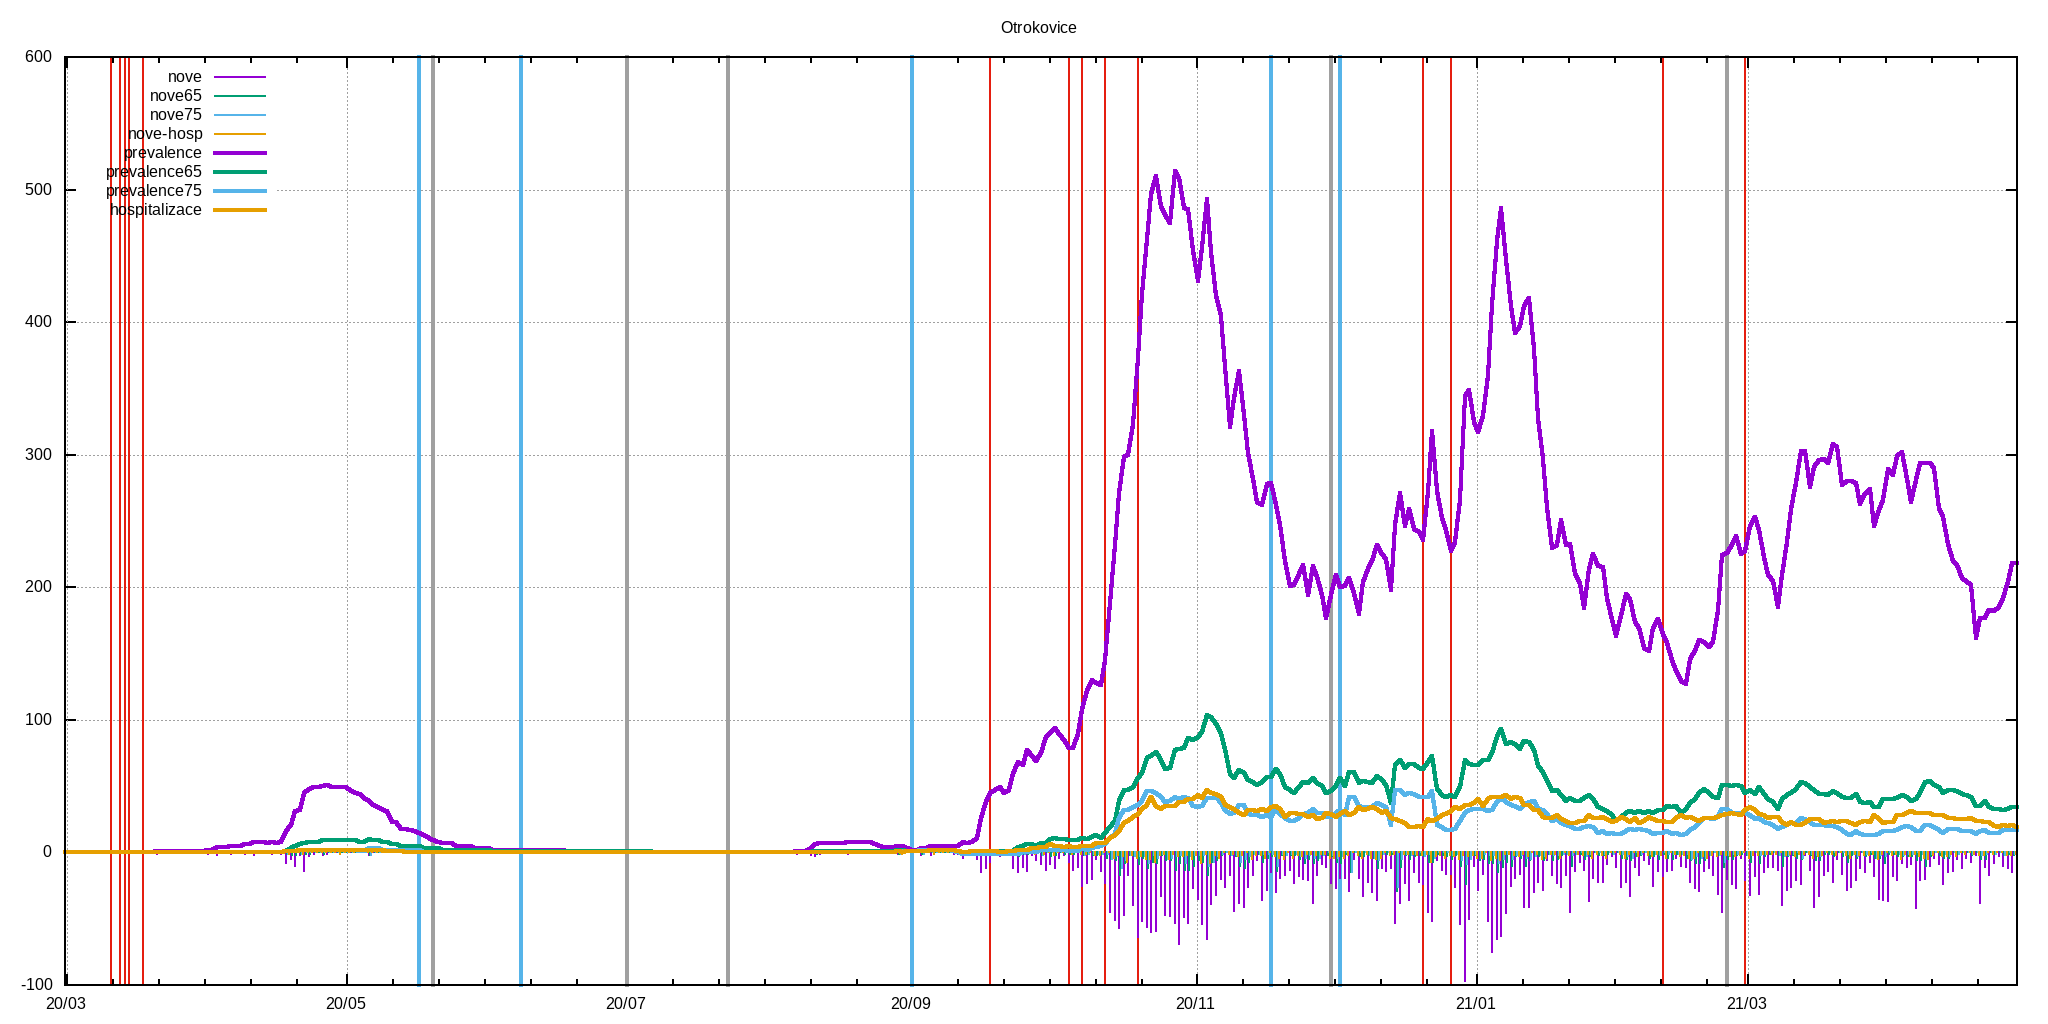 Otrokovice
600
500
400
300
200
100
0
-100
nove
nove65
nove75
nove-hosp
prevalence
prevalence65
prevalence75
hospitalizace
20/03 20/05 20/07 20/09 20/11 21/01 21/03